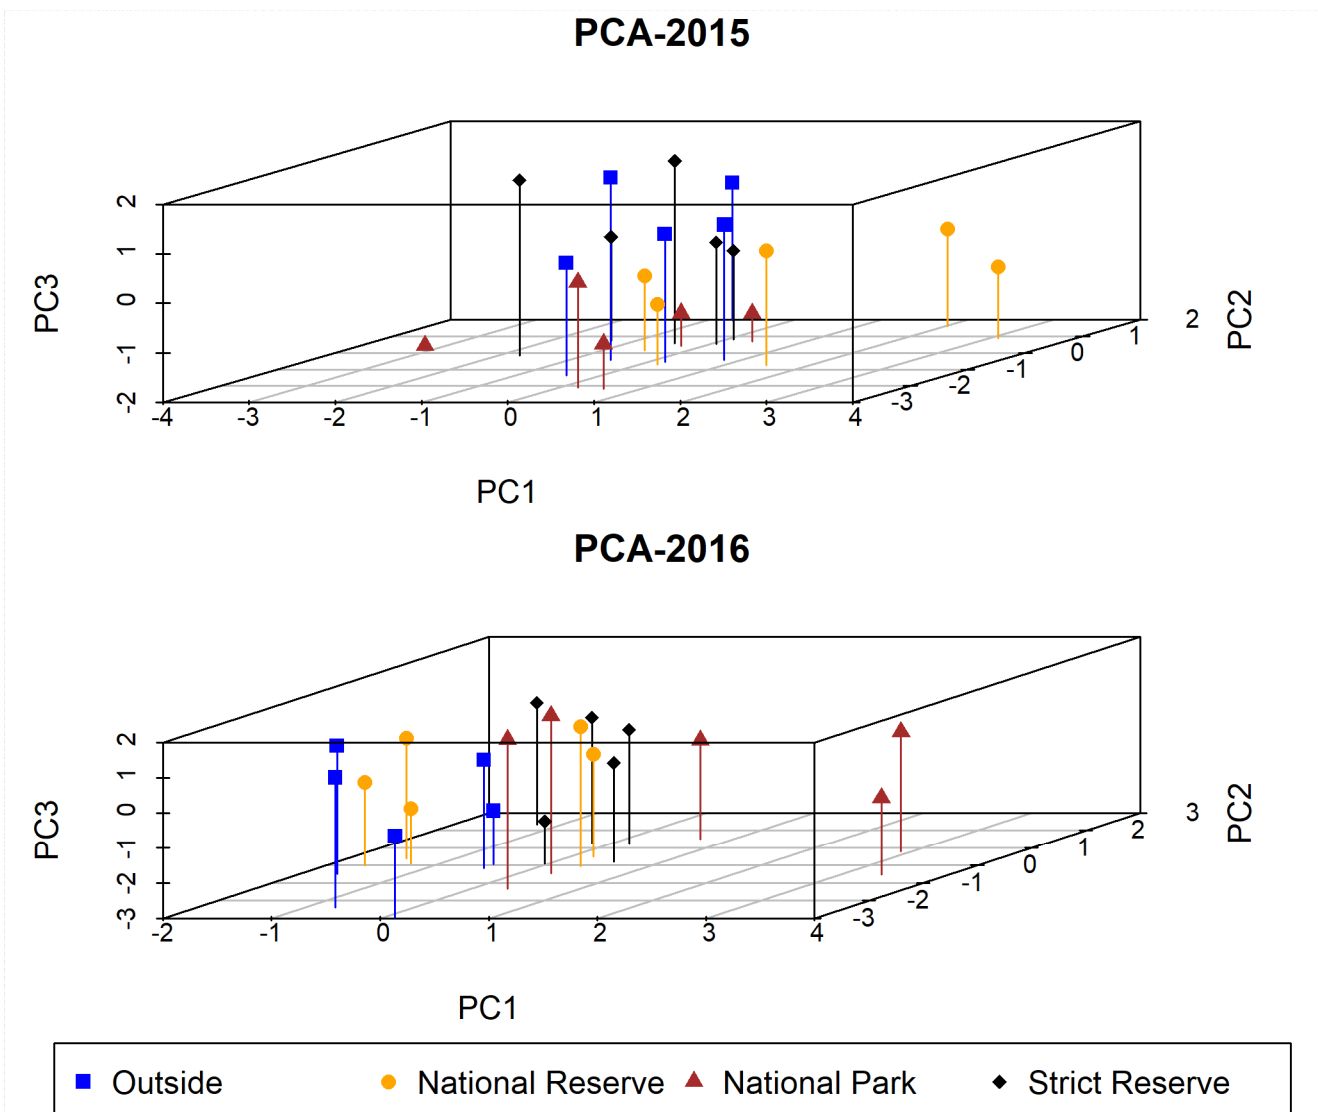 PCA-2015
PC3
2
1
0
-1
-2
-4 -3 -2 -1 0 1 2 3 4
-3 -2 -1 0 1 2
PC2
PC1
PCA-2016
PC3
2
1
0
-1
-2
-3
-2 -1 0 1 2 3 4
-3 -2 -1 0 1 2 3
PC2
PC1
Outside National Reserve National Park Strict Reserve